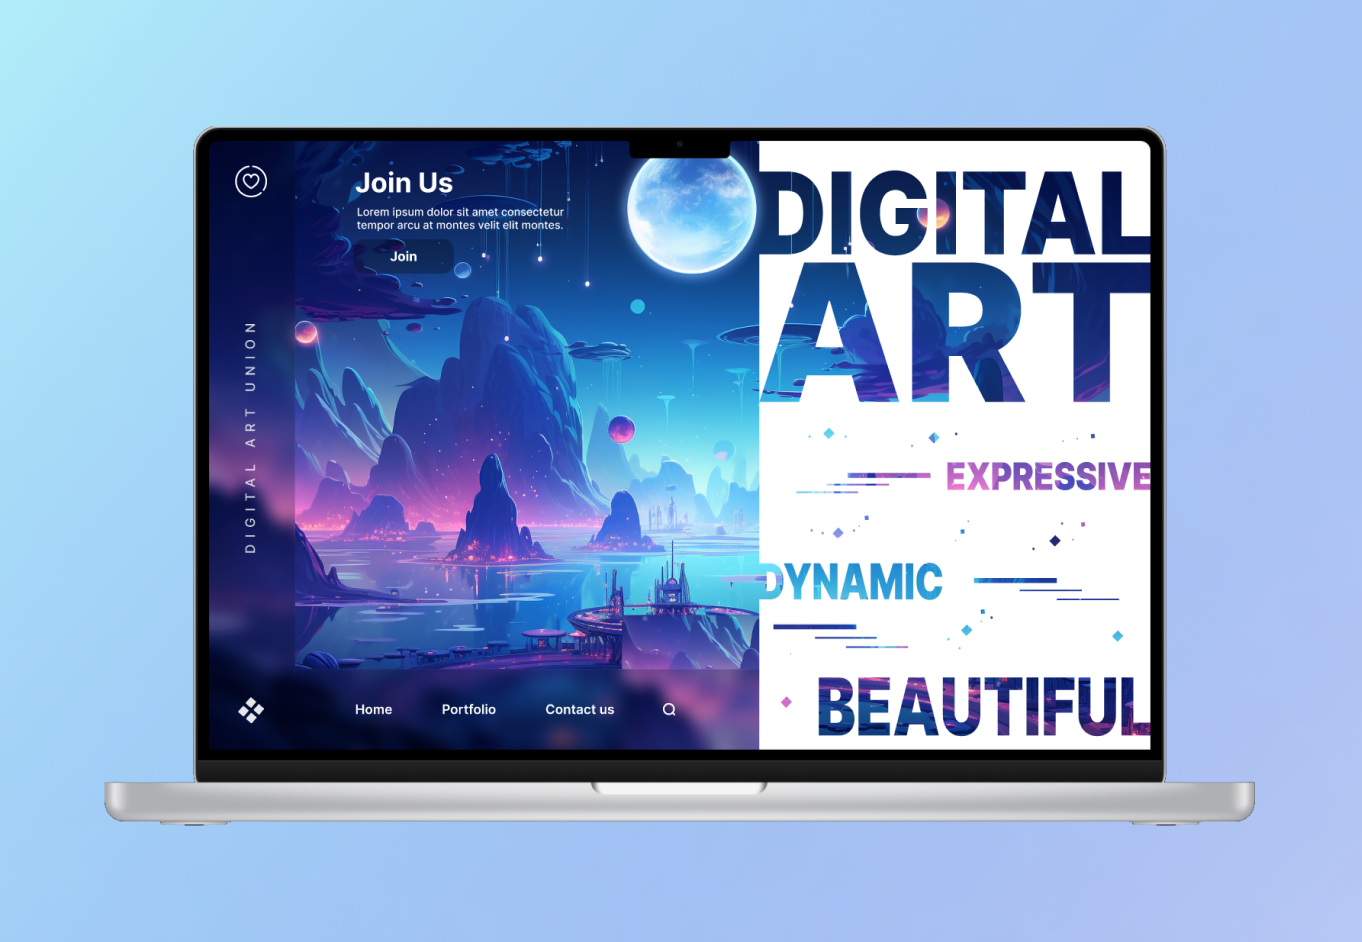 Join Us
Lorem ipsum dolor sit amet consectetur
tempor arcu at montes velit elit montes.
Join
DIGITAL ART UNION
Home
Portfolio
Contact us
DIGITAL
ART
EXPRESSIVE
DYNAMIC
BEAUTIFUL